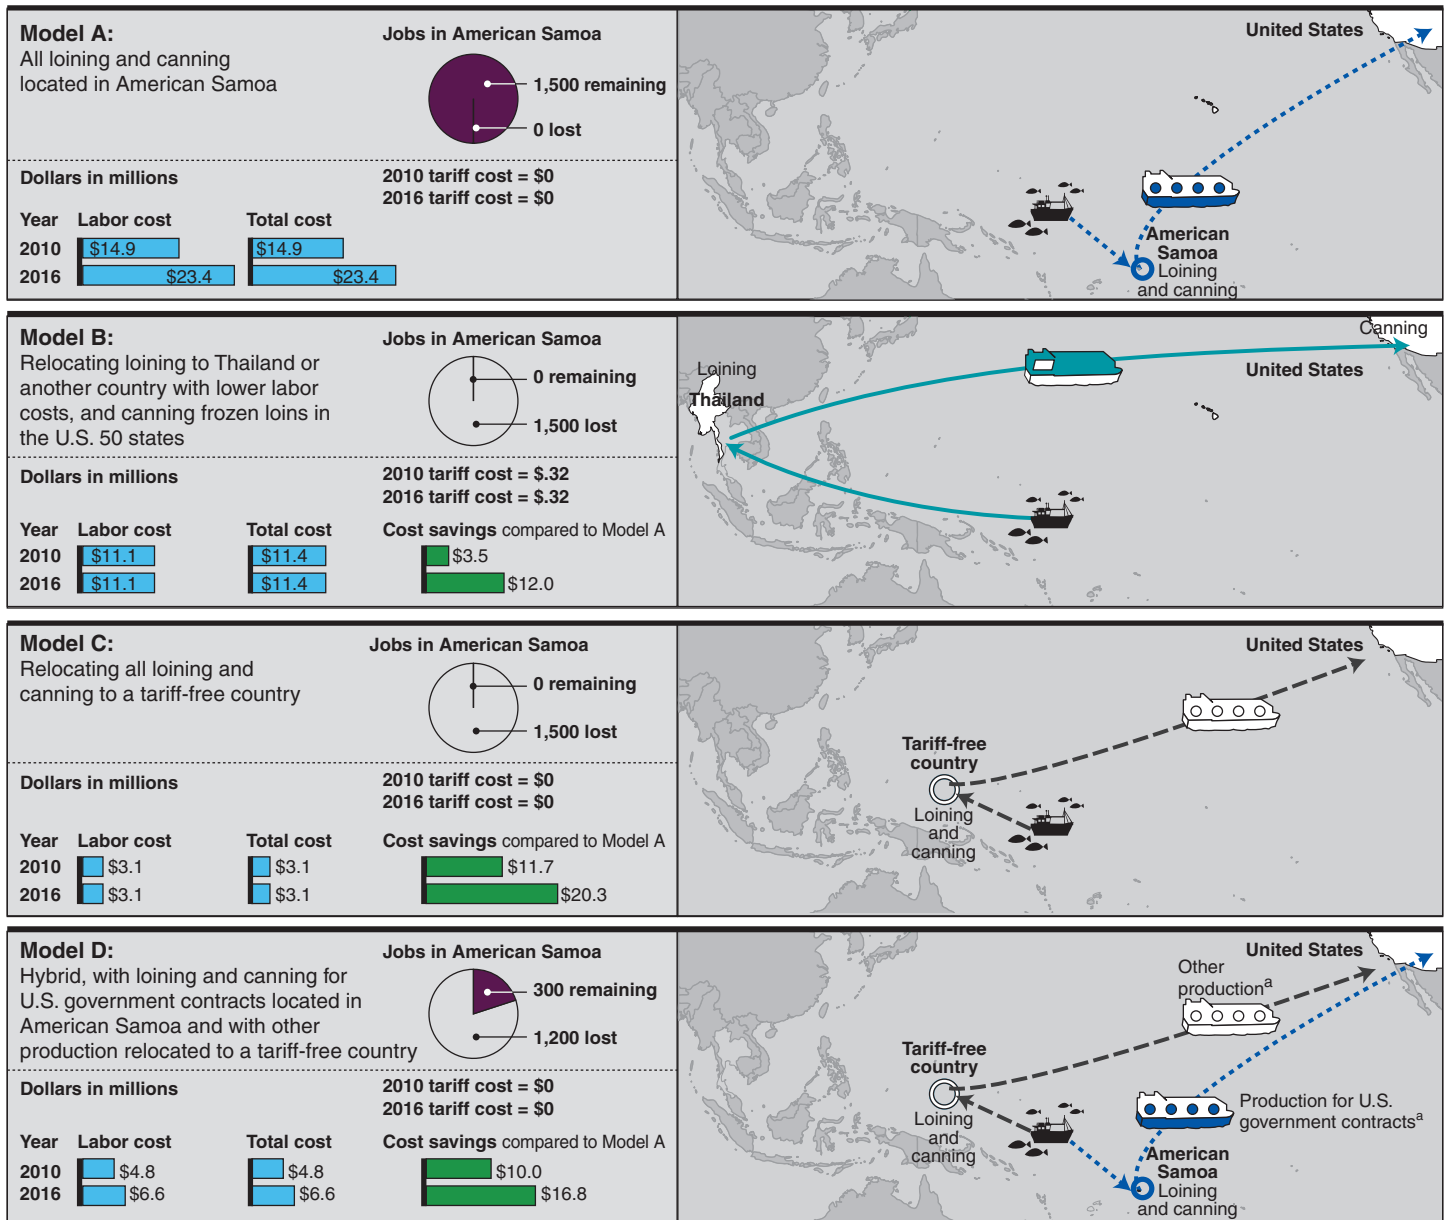 Model A:
All loining and canning
located in American Samoa
Jobs in American Samoa
1,500 remaining
0 lost
Dollars in millions
2010 tariff cost = $0
2016 tariff cost = $0
Year Labor cost Total cost
2010 $14.9 $14.9
2016 $23.4 $23.4
United States
American
Samoa
Loining
and canning
Model B:
Relocating loining to Thailand or
another country with lower labor
costs, and canning frozen loins in
the U.S. 50 states
Jobs in American Samoa
0 remaining
1,500 lost
Dollars in millions
2010 tariff cost = $.32
2016 tariff cost = $.32
Year Labor cost Total cost Cost savings compared to Model A
2010 $11.1 $11.4 $3.5
2016 $11.1 $11.4 $12.0
Canning
United States
Loining
Thailand
Model C:
Relocating all loining and
canning to a tariff-free country
Jobs in American Samoa
0 remaining
1,500 lost
Dollars in millions
2010 tariff cost = $0
2016 tariff cost = $0
Year Labor cost Total cost Cost savings compared to Model A
2010 $3.1 $3.1 $11.7
2016 $3.1 $3.1 $20.3
United States
Tariff-free
country
Loining
and
canning
Model D:
Hybrid, with loining and canning for
U.S. government contracts located in
American Samoa and with other
production relocated to a tariff-free country
Jobs in American Samoa
300 remaining
1,200 lost
Dollars in millions
2010 tariff cost = $0
2016 tariff cost = $0
Year Labor cost Total cost Cost savings compared to Model A
2010 $4.8 $4.8 $10.0
2016 $6.6 $6.6 $16.8
United States
Other
productionᵃ
Tariff-free
country
Loining
and
canning
Production for U.S.
government contractsᵃ
American
Samoa
Loining
and canning